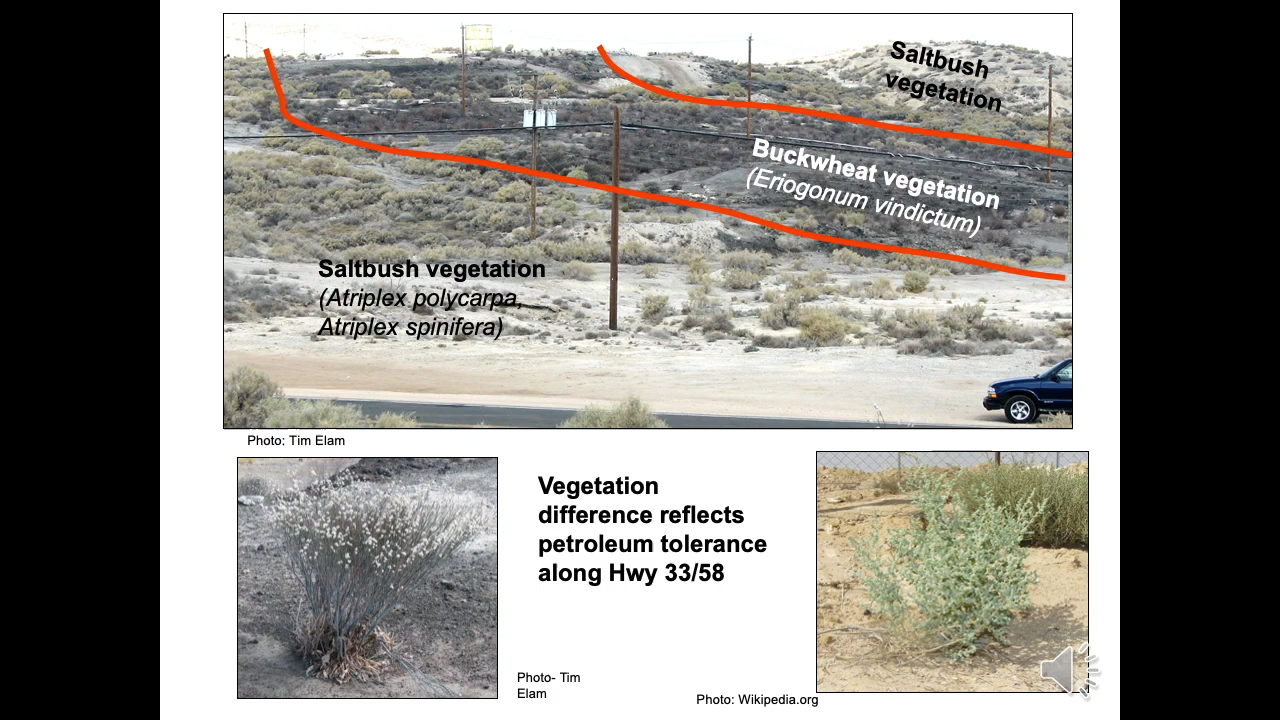 Saltbush
vegetation
Buckwheat vegetation
(Eriogonum vindictum)
Saltbush vegetation
(Atriplex polycarpa,
Atriplex spinifera)
Photo: Tim Elam
Vegetation
difference reflects
petroleum tolerance
along Hwy 33/58
Photo- Tim
Elam
Photo: Wikipedia.org